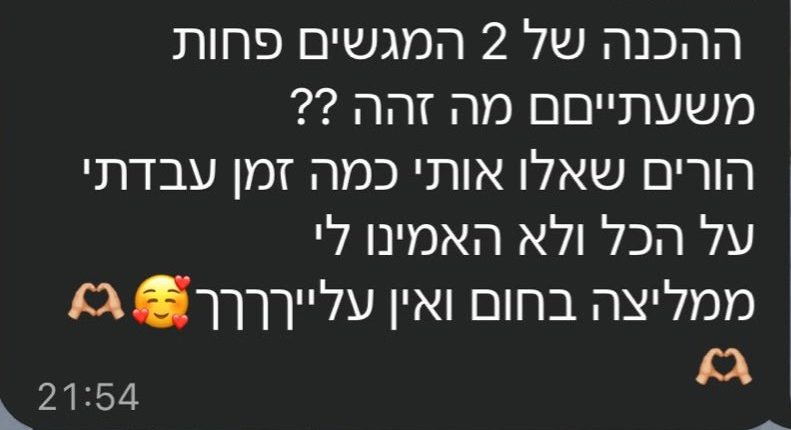 ההכנה של 2 המגשים פחות
משעתייםם מה זהה ??
הורים שאלו אותי כמה זמן עבדתי
על הכל ולא האמינו לי
ממליצה בחום ואין עלייךךךך🥰🫶🏼
🫶🏼
21:54